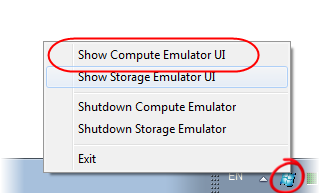 Show Compute Emulator UI
Show Storage Emulator UI
Shutdown Compute Emulator
Shutdown Storage Emulator
Exit
EN